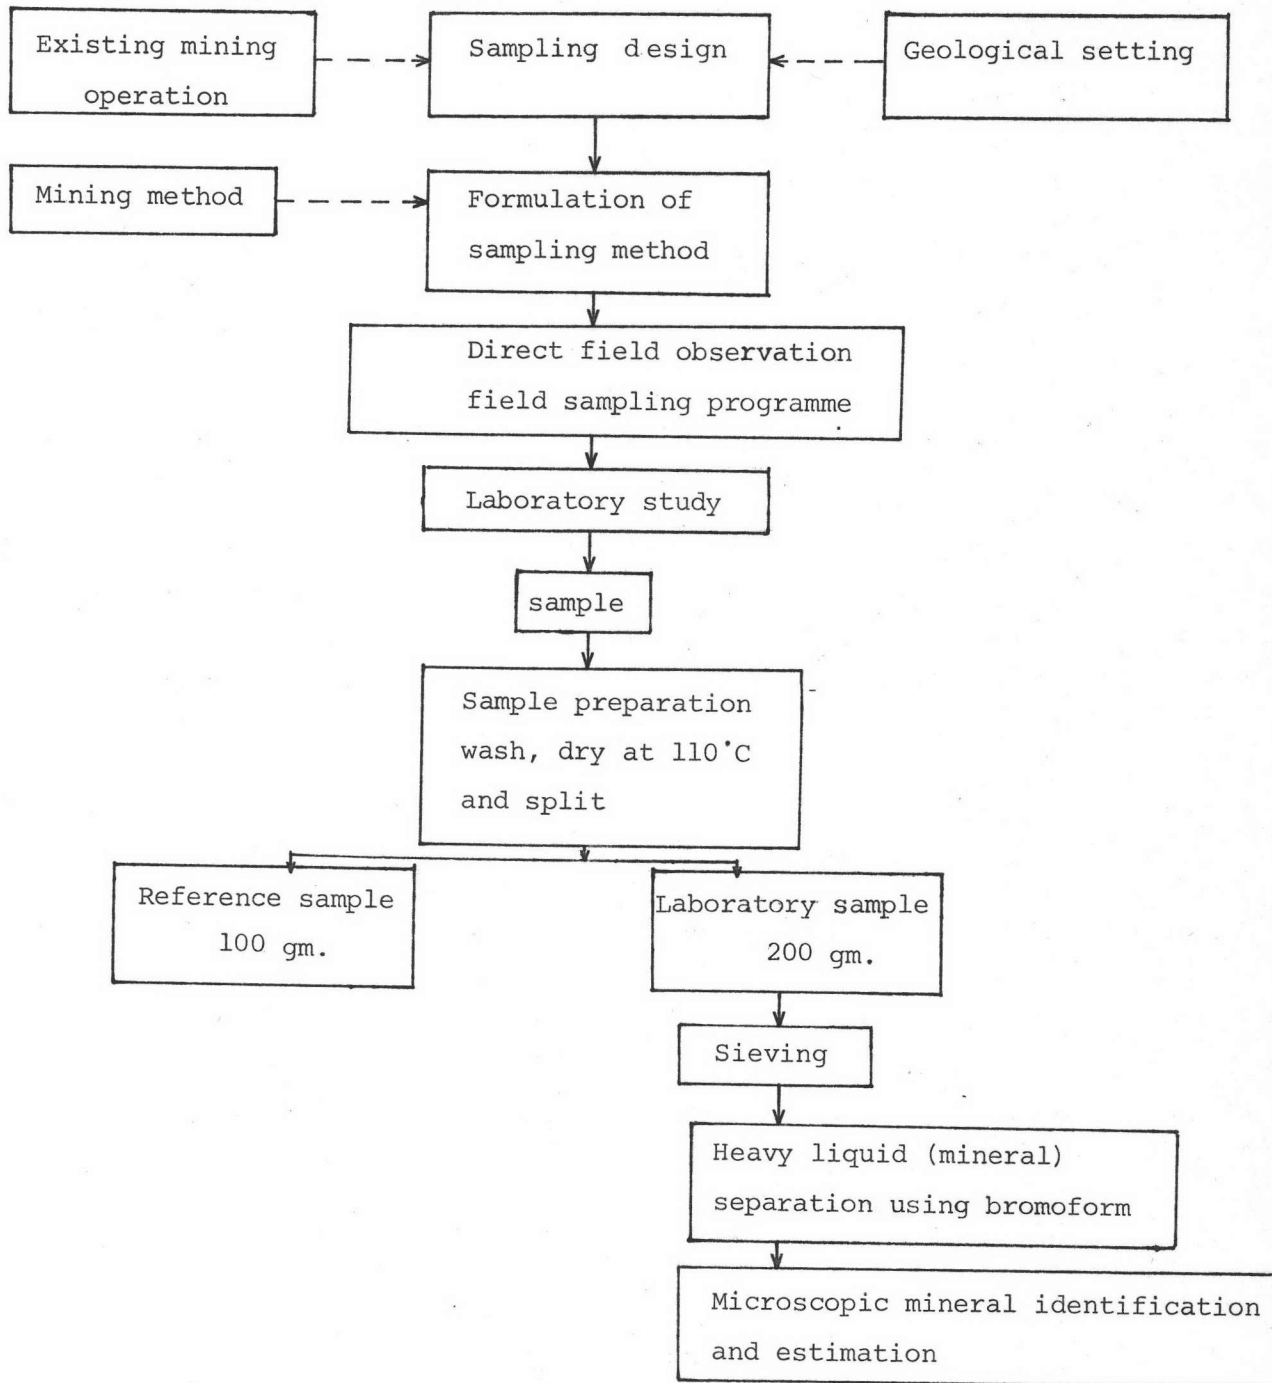 Existing mining
operation
Sampling design
Geological setting
Mining method
Formulation of
sampling method
Direct field observation
field sampling programme
Laboratory study
sample
Sample preparation
wash, dry at 110°C
and split
Reference sample
100 gm.
Laboratory sample
200 gm.
Sieving
Heavy liquid (mineral)
separation using bromoform
Microscopic mineral identification
and estimation